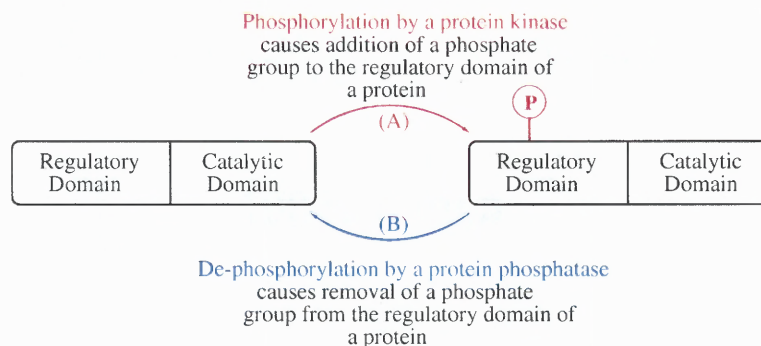 Phosphorylation by a protein kinase
causes addition of a phosphate
group to the regulatory domain of
a protein
P
(A)
Regulatory Domain
Catalytic Domain
Regulatory Domain
Catalytic Domain
(B)
De-phosphorylation by a protein phosphatase
causes removal of a phosphate
group from the regulatory domain of
a protein